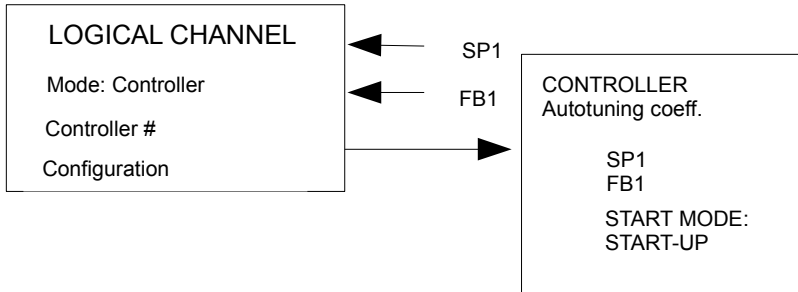 LOGICAL CHANNEL
Mode: Controller
Controller #
Configuration
SP1
FB1
CONTROLLER
Autotuning coeff.
SP1
FB1
START MODE:
START-UP